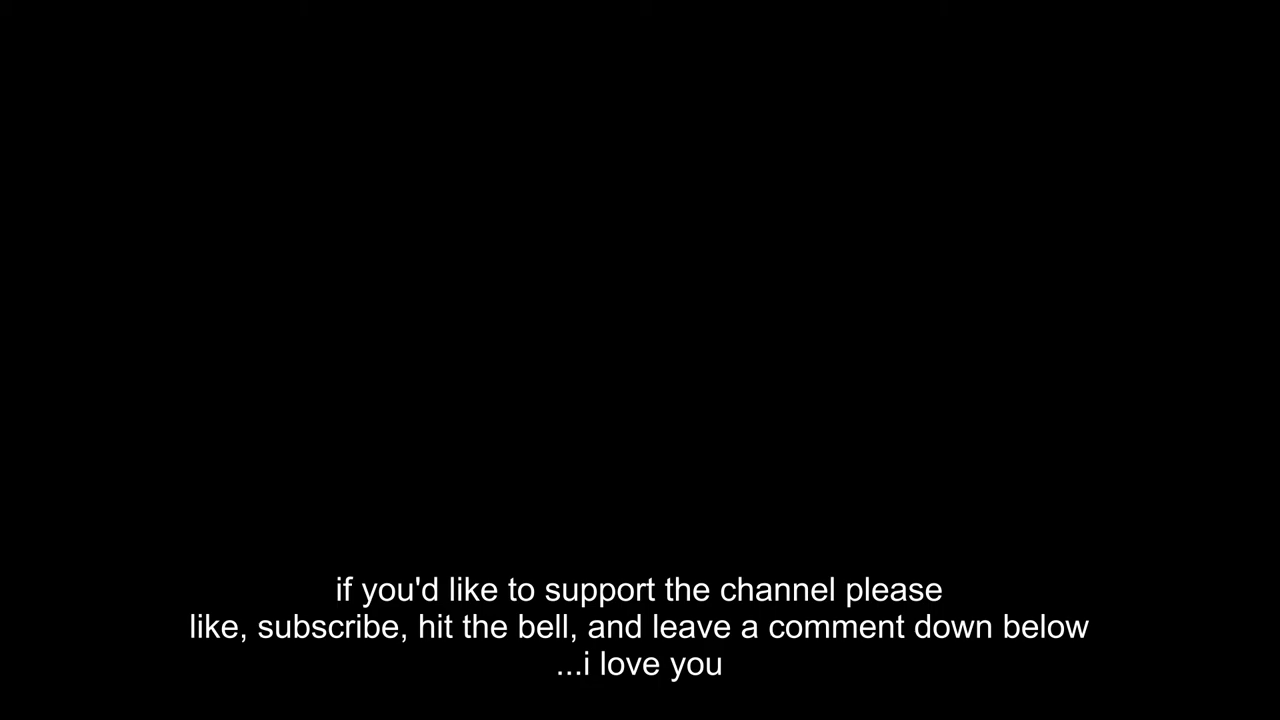 if you'd like to support the channel please
like, subscribe, hit the bell, and leave a comment down below
...i love you